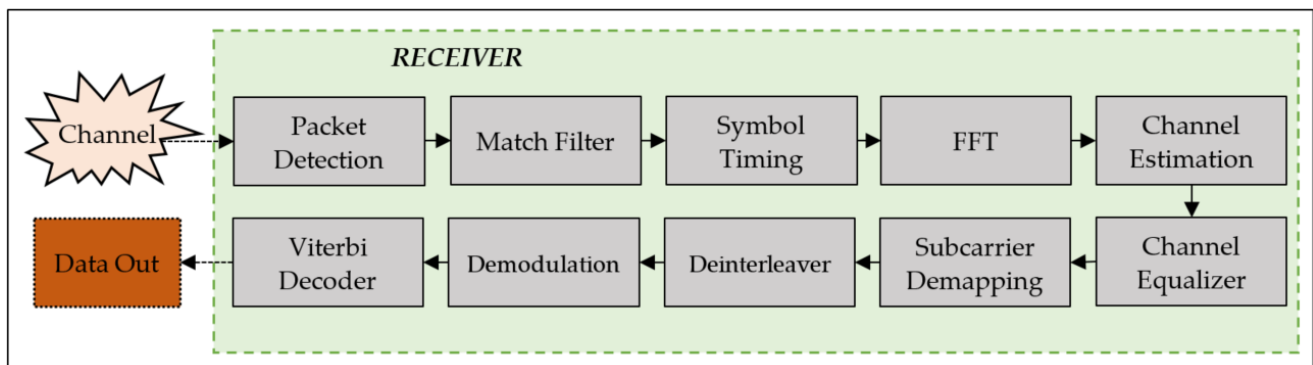 RECEIVER
Channel
Packet
Detection
Match Filter
Symbol
Timing
FFT
Channel
Estimation
Channel
Equalizer
Subcarrier
Demapping
Deinterleaver
Demodulation
Viterbi
Decoder
Data Out